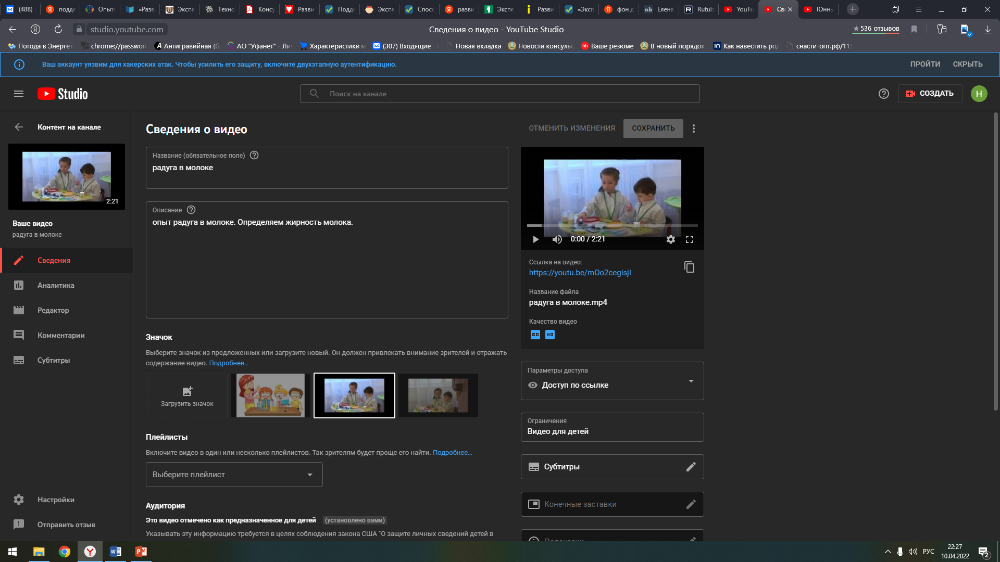 (488)
подде
Опыт
«Разв
Экспе
Техно
Консу
Разви
Подд
Экспе
Спосо
разви
Экспе
Разви
«Эксп
фон д
Елена
Rutub
YouTu
Св
Юннь
studio.youtube.com
Сведения о видео - YouTube Studio
536 отзывов
Погода в Энергет
chrome://passwor
Антигравийная (б
АО "Уфанет" - Ли
Характеристики м
(307) Входящие -
Новая вкладка
Новости консульс
Ваше резюме
В новый порядок
Как навестить род
снасти-опт.рф/11
Ваш аккаунт уязвим для хакерских атак. Чтобы усилить его защиту, включите двухэтапную аутентификацию.
ПРОЙТИ
СКРЫТЬ
Studio
Поиск на канале
СОЗДАТЬ
Н
Контент на канале
2:21
Ваше видео
радуга в молоке
Сведения
Аналитика
Редактор
Комментарии
Субтитры
Настройки
Отправить отзыв
Сведения о видео
ОТМЕНИТЬ ИЗМЕНЕНИЯ
СОХРАНИТЬ
Название (обязательное поле)
радуга в молоке
Описание
опыт радуга в молоке. Определяем жирность молока.
Значок
Выберите значок из предложенных или загрузите новый. Он должен привлекать внимание зрителей и отражать
содержание видео. Подробнее…
Загрузить значок
Плейлисты
Включите видео в один или несколько плейлистов. Так зрителям будет проще его найти. Подробнее…
Выберите плейлист
Аудитория
Это видео отмечено как предназначенное для детей (установлено вами)
Указывать эту информацию требуется в целях соблюдения закона США "О защите личных сведений детей в
0:00 / 2:21
Ссылка на видео:
https://youtu.be/mOo2cegisjI
Название файла
радуга в молоке.mp4
Качество видео
SD HD
Параметры доступа
Доступ по ссылке
Ограничения
Видео для детей
Субтитры
Конечные заставки
Подсказки
РУС
22:27
10.04.2022
2